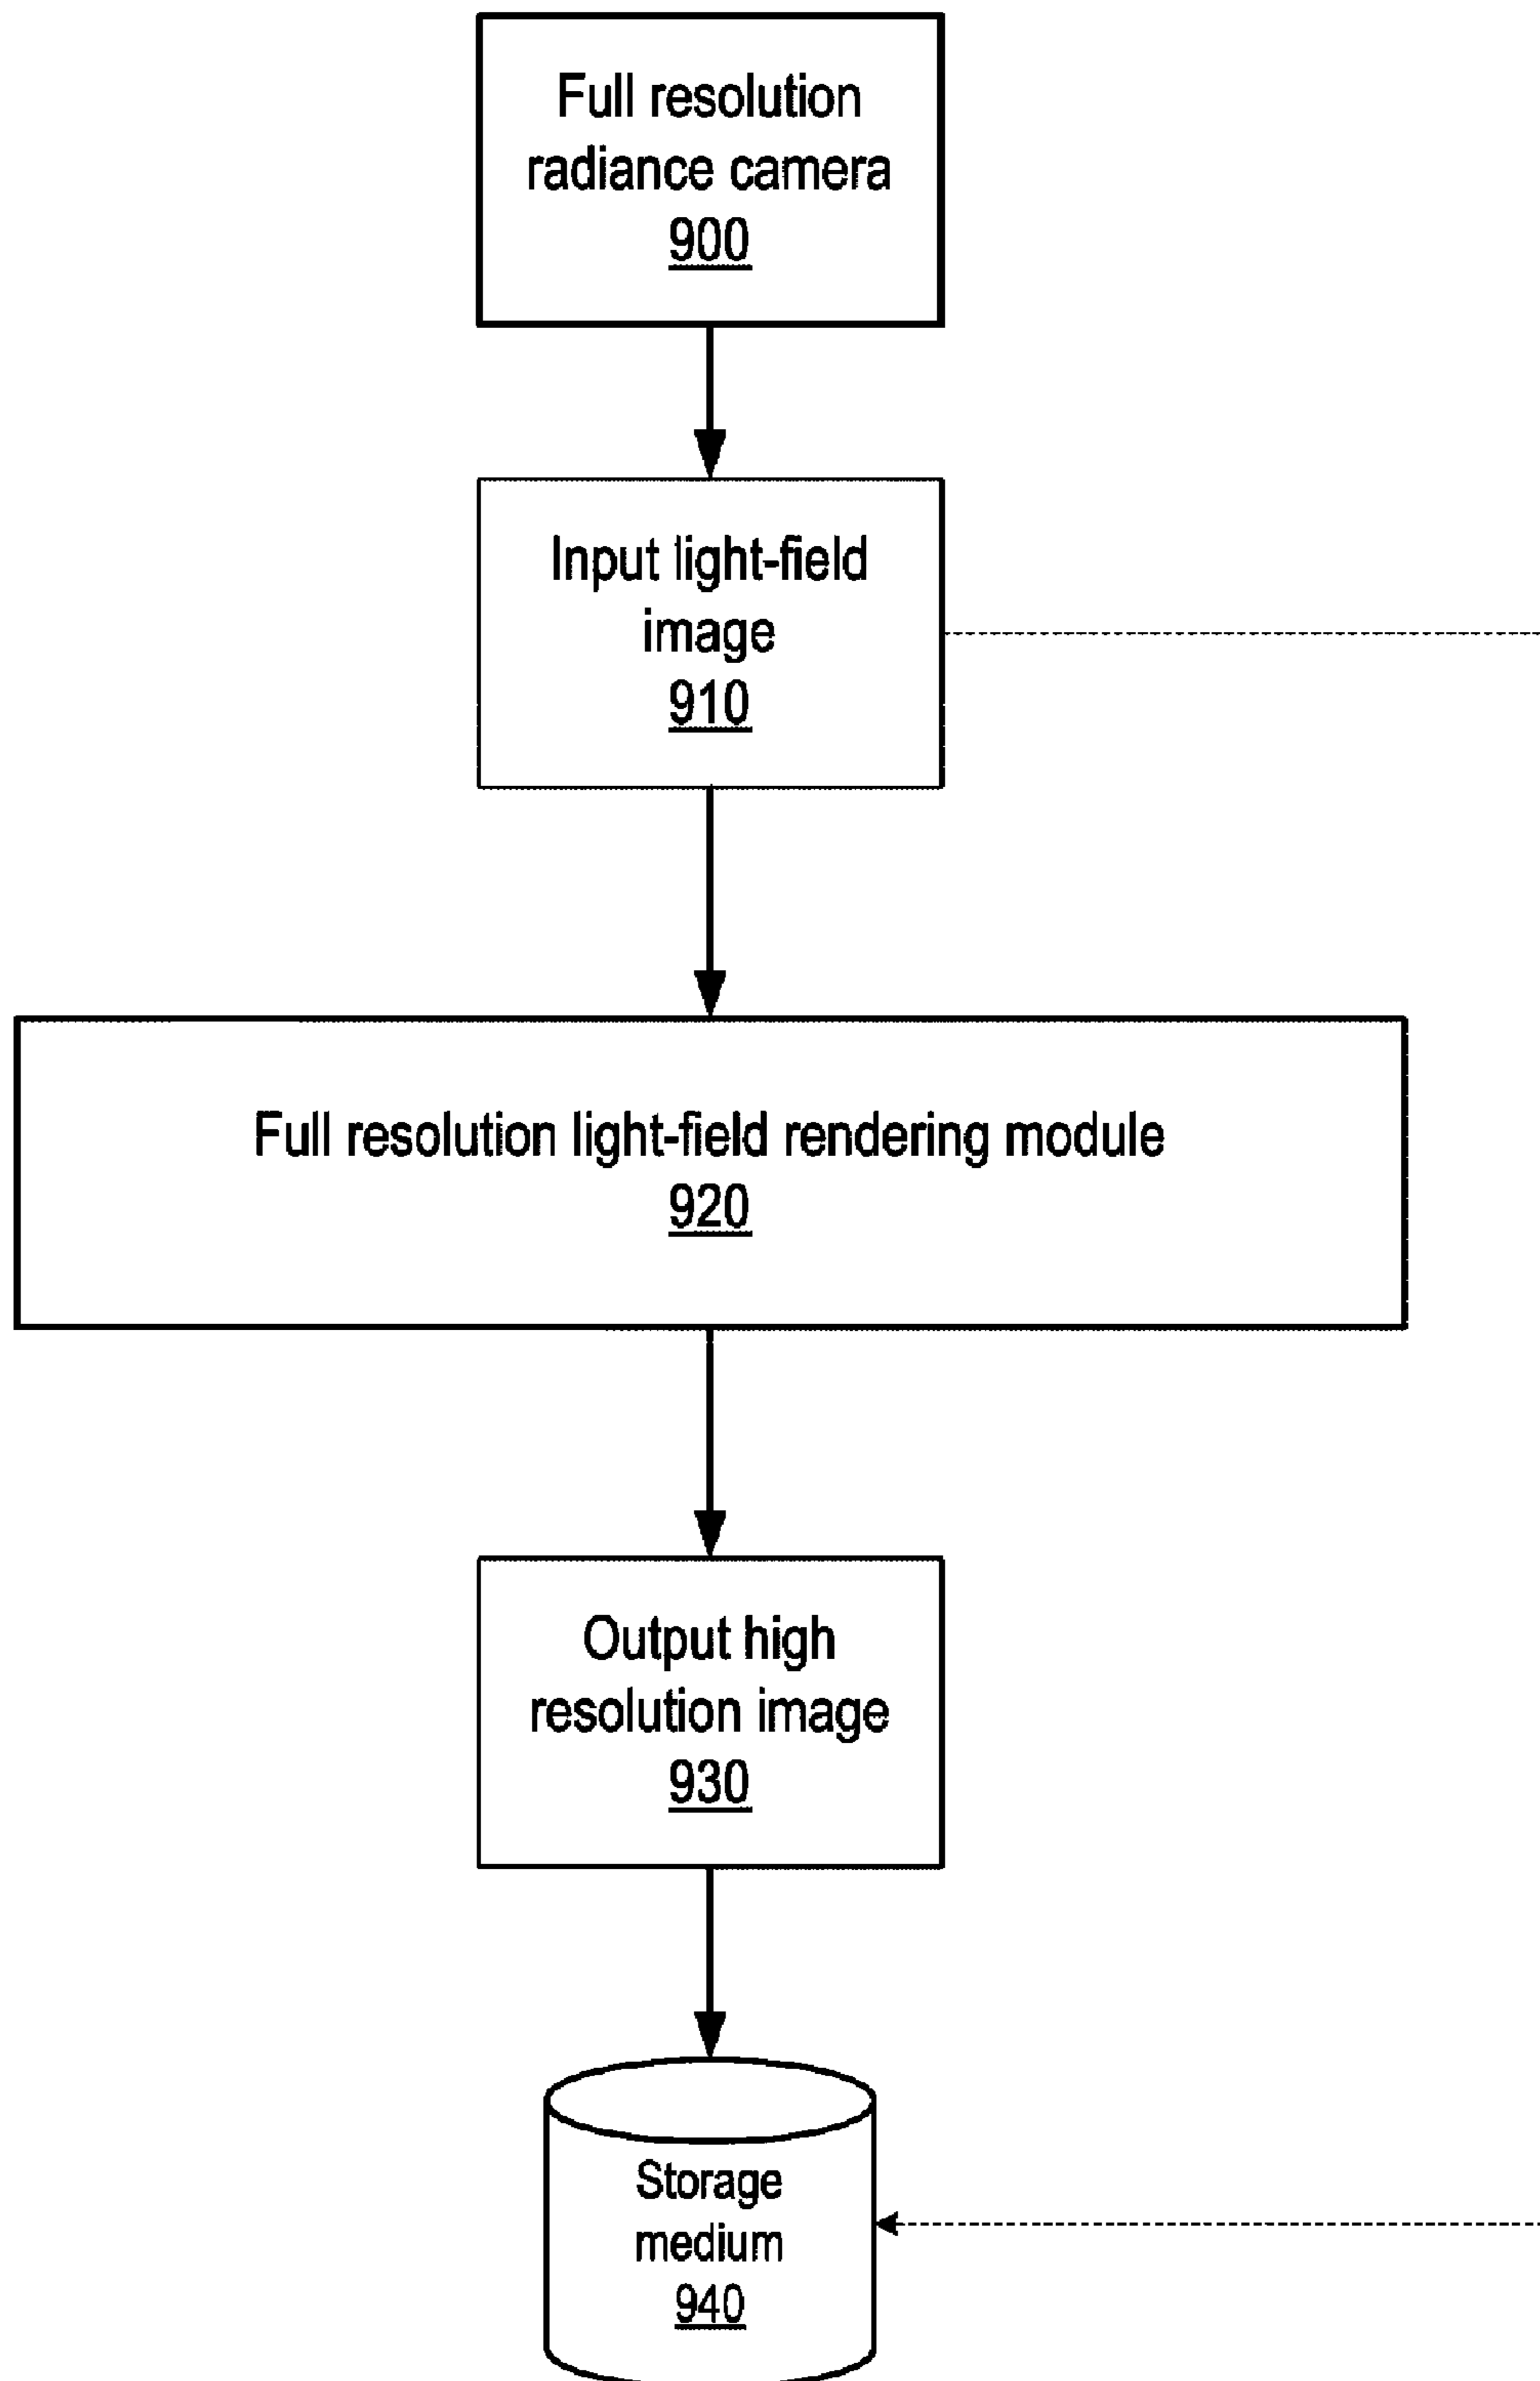 Full resolution
radiance camera
900
Input light-field
image
910
Full resolution light-field rendering module
920
Output high
resolution image
930
Storage
medium
940